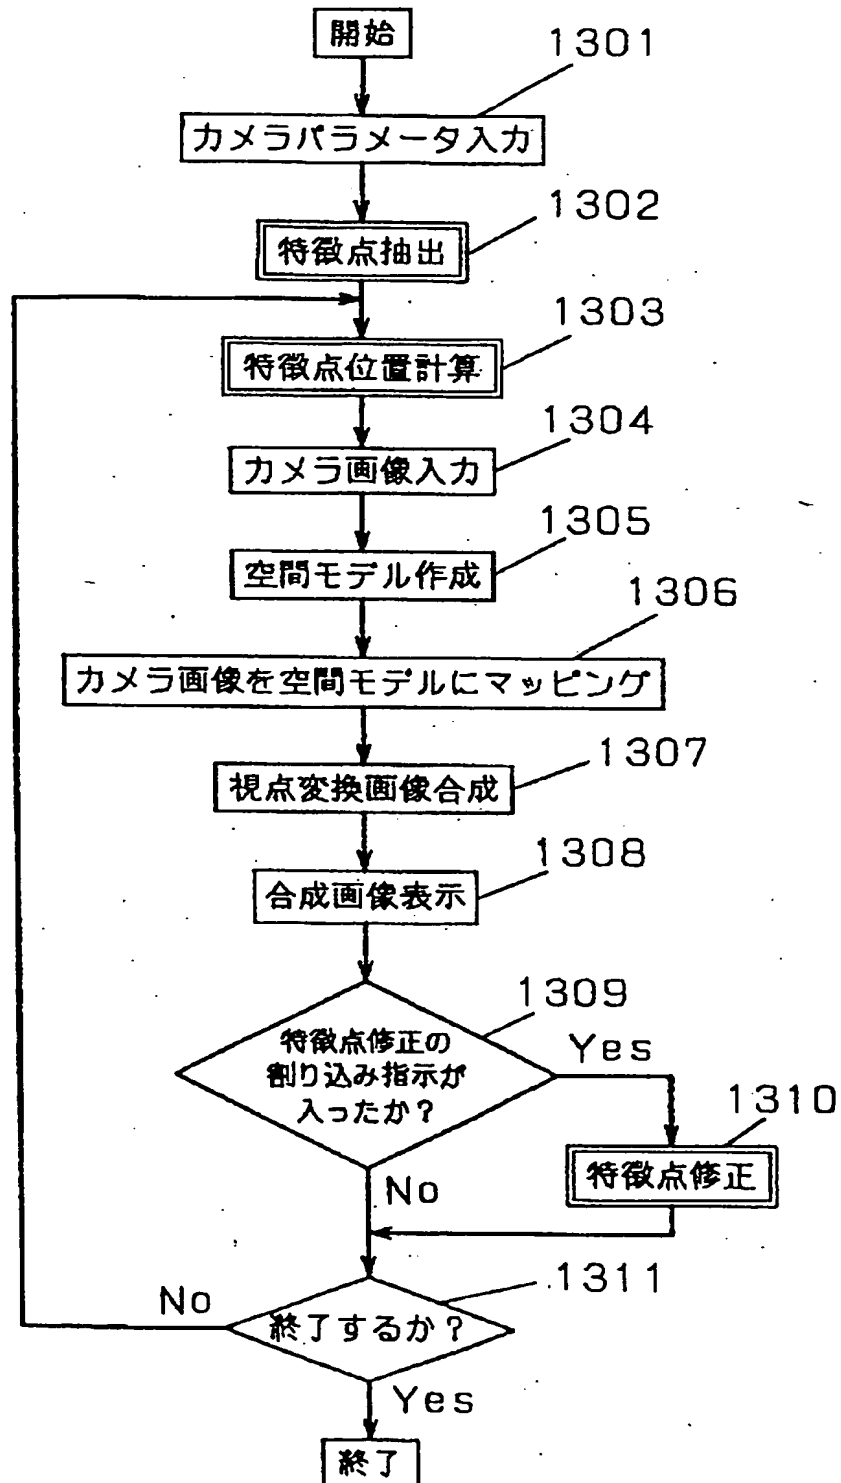 開始
1301
カメラパラメータ入力
1302
特徴点抽出
1303
特徴点位置計算
1304
カメラ画像入力
1305
空間モデル作成
1306
カメラ画像を空間モデルにマッピング
1307
視点変換画像合成
1308
合成画像表示
1309
特徴点修正の
割り込み指示が
入ったか?
Yes
1310
特徴点修正
No
1311
No
終了するか?
Yes
終了